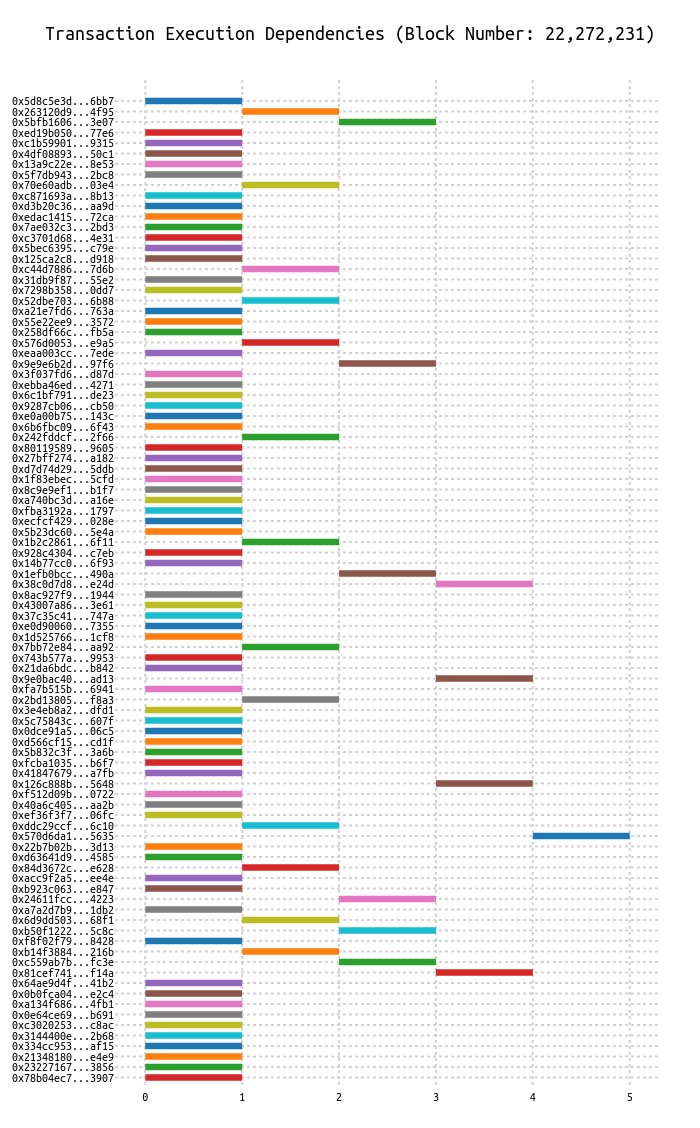 Transaction Execution Dependencies (Block Number: 22,272,231)
0x5d8c5e3d...6bb7
0x263120d9...4f95
0x5bfb1606...3e07
0xed19b050...77e6
0xc1b59901...9315
0x4df08893...50c1
0x13a9c22e...8e53
0x5f7db943...2bc8
0x70e60adb...03e4
0xc871693a...8b13
0xd3b20c36...aa9d
0xedac1415...72ca
0x7ae032c3...2bd3
0xc3701d68...4e31
0x5bec6395...c79e
0x125ca2c8...d918
0xc44d7886...7d6b
0x31db9f87...55e2
0x7298b358...0dd7
0x52dbe703...6b88
0xa21e7fd6...763a
0x55e22ee9...3572
0x258df66c...fb5a
0x576d0053...e9a5
0xeaa003cc...7ede
0x9e9e6b2d...97f6
0x3f037fd6...d87d
0xebba46ed...4271
0x6c1bf791...de23
0x9287cb06...cb50
0xe0a00b75...143c
0x6b6fbc09...6f43
0x242fddcf...2f66
0x80119589...9605
0x27bff274...a182
0xd7d74d29...5ddb
0x1f83ebec...5cfd
0x8c9e9ef1...b1f7
0xa740bc3d...a16e
0xfba3192a...1797
0xecfcf429...028e
0x5b23dc60...5e4a
0x1b2c2861...6f11
0x928c4304...c7eb
0x14b77cc0...6f93
0x1efb0bcc...490a
0x38c0d7d8...e24d
0x8ac927f9...1944
0x43007a86...3e61
0x37c35c41...747a
0xe0d90060...7355
0x1d525766...1cf8
0x7bb72e84...aa92
0x743b577a...9953
0x21da6bdc...b842
0x9e0bac40...ad13
0xfa7b515b...6941
0x2bd13805...f8a3
0x3e4eb8a2...dfd1
0x5c75843c...607f
0x0dce91a5...06c5
0xd566cf15...cd1f
0x5b832c3f...3a6b
0xfcba1035...b6f7
0x41847679...a7fb
0x126c888b...5648
0xf512d09b...0722
0x40a6c405...aa2b
0xef36f3f7...06fc
0xddc29ccf...6c10
0x570d6da1...5635
0x22b7b02b...3d13
0xd63641d9...4585
0x84d3672c...e628
0xacc9f2a5...ee4e
0xb923c063...e847
0x24611fcc...4223
0xa7a2d7b9...1db2
0x6d9dd503...68f1
0xb50f1222...5c8c
0xf8f02f79...8428
0xb14f3884...216b
0xc559ab7b...fc3e
0x81cef741...f14a
0x64ae9d4f...41b2
0x0b0fca04...e2c4
0xa134f686...4fb1
0x0e64ce69...b691
0xc3020253...c8ac
0x3144400e...2b68
0x334cc953...af15
0x21348180...e4e9
0x23227167...3856
0x78b04ec7...3907
0 1 2 3 4 5